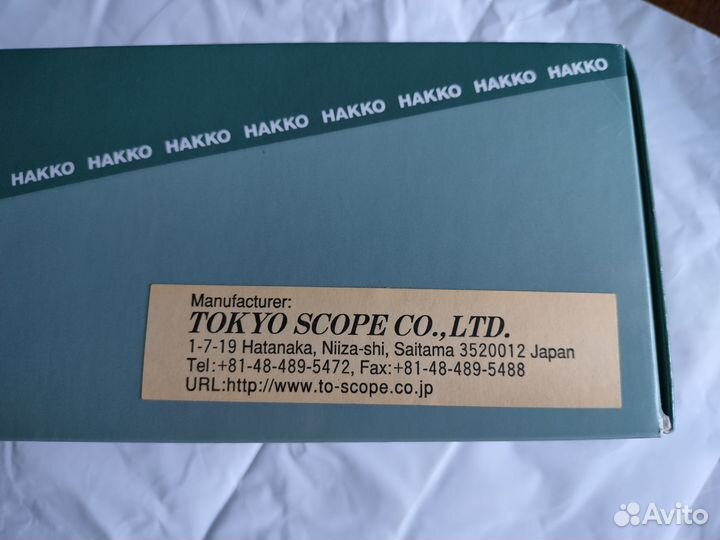 HAKKO HAKKO HAKKO HAKKO HAKKO HAKKO HAKKO HAKKO
Manufacturer:
TOKYO SCOPE CO.,LTD.
1-7-19 Hatanaka, Niiza-shi, Saitama 3520012 Japan
Tel:+81-48-489-5472, Fax:+81-48-489-5488
URL:http://www.to-scope.co.jp
Avito